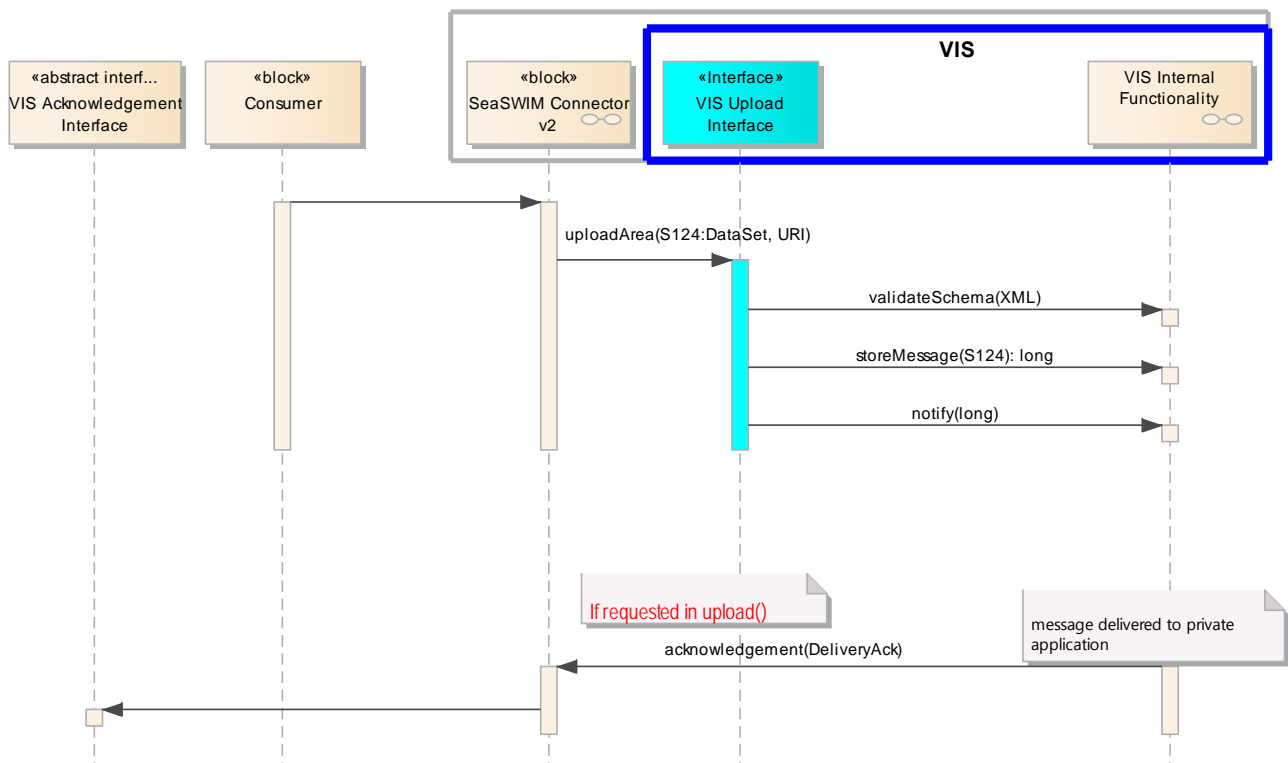 VIS
«abstract interf...
VIS Acknowledgement
Interface
«block»
Consumer
«block»
SeaSWIM Connector
v2
«Interface»
VIS Upload
Interface
VIS Internal
Functionality
uploadArea(S124:DataSet, URI)
validateSchema(XML)
storeMessage(S124): long
notify(long)
If requested in upload()
message delivered to private
application
acknowledgement(DeliveryAck)